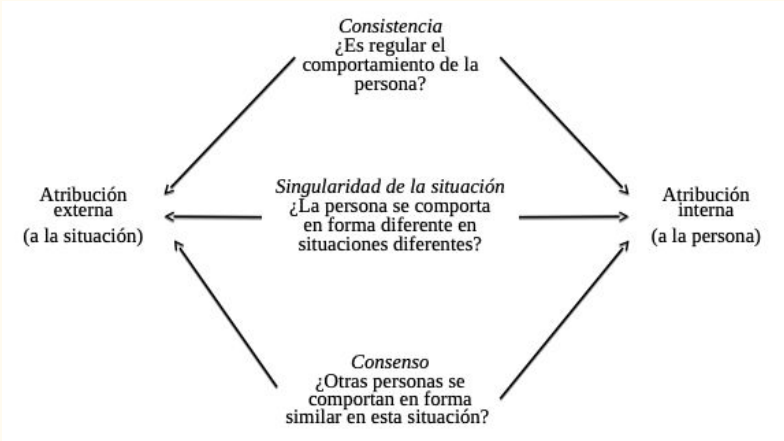 Consistencia
¿Es regular el
comportamiento de la
persona?
Atribución
externa
(a la situación)
Singularidad de la situación
¿La persona se comporta
en forma diferente en
situaciones diferentes?
Atribución
interna
(a la persona)
Consenso
¿Otras personas se
comportan en forma
similar en esta situación?